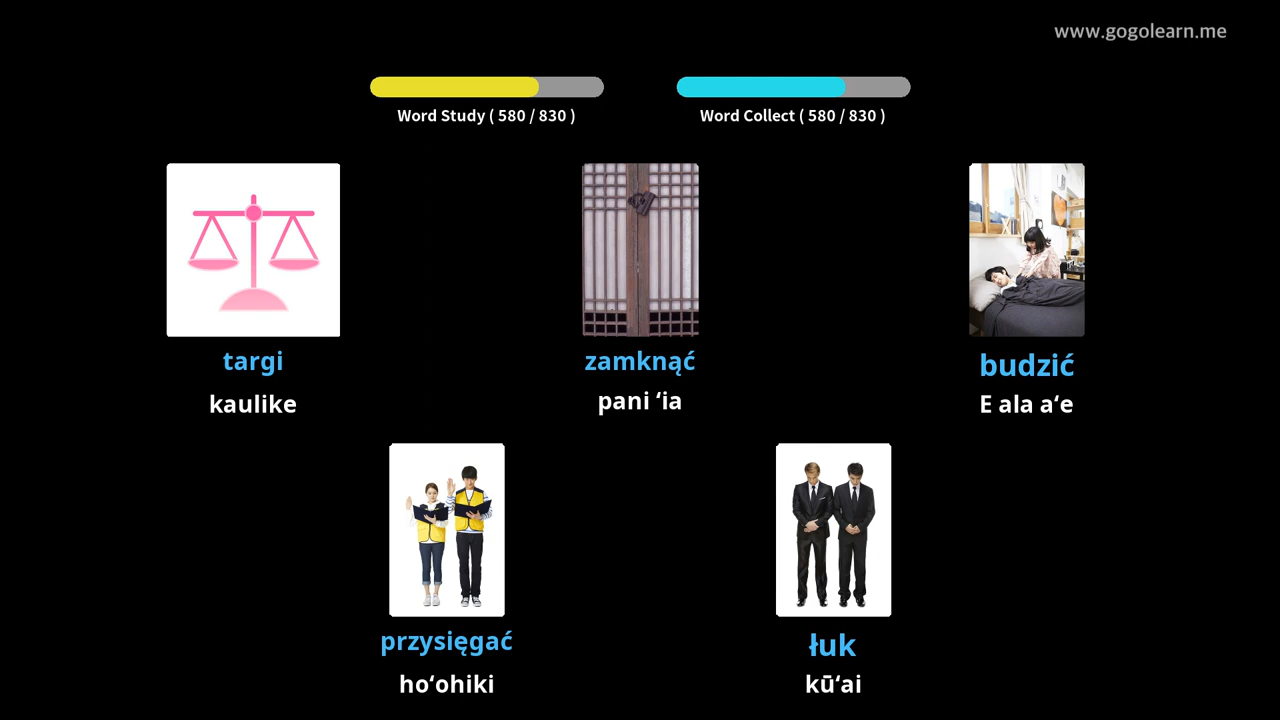 www.gogolearn.me
Word Study ( 580 / 830 )
Word Collect ( 580 / 830 )
targi
zamknąć
budzić
kaulike
pani ʻia
E ala aʻe
przysięgać
łuk
hoʻohiki
kūʻai